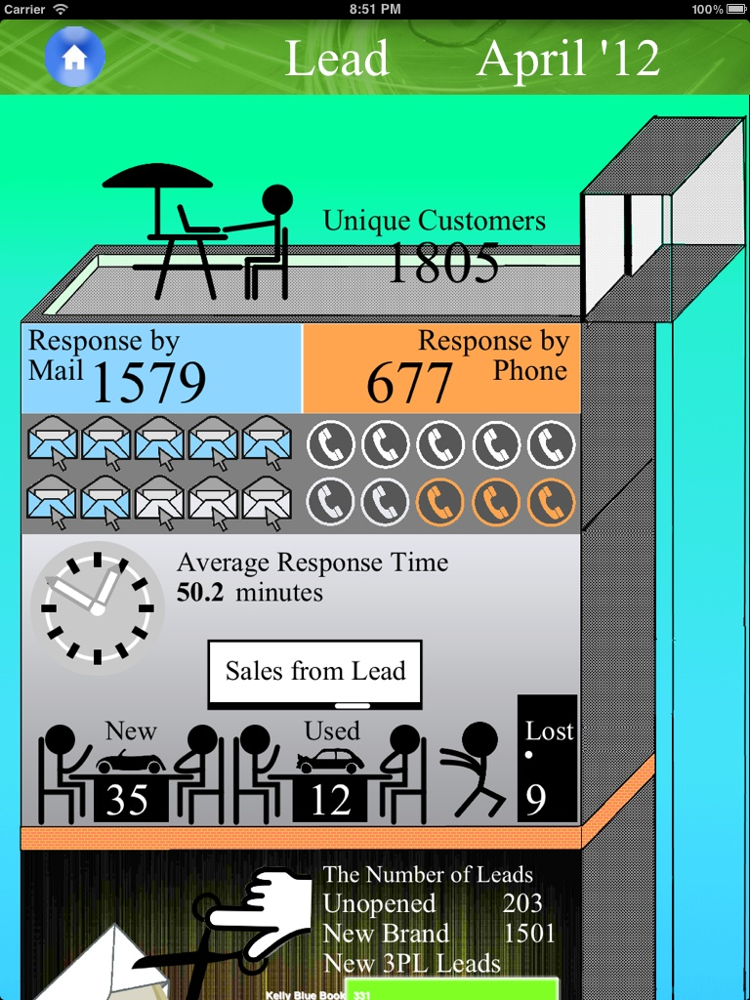 Carrier 8:51 PM 100%
Lead April '12
Unique Customers
1805
Response by
Mail 1579
Response by
677 Phone
Average Response Time
50.2 minutes
Sales from Lead
New
35
Used
12
Lost
9
The Number of Leads
Unopened 203
New Brand 1501
New 3PL Leads
Kelly Blue Book 331